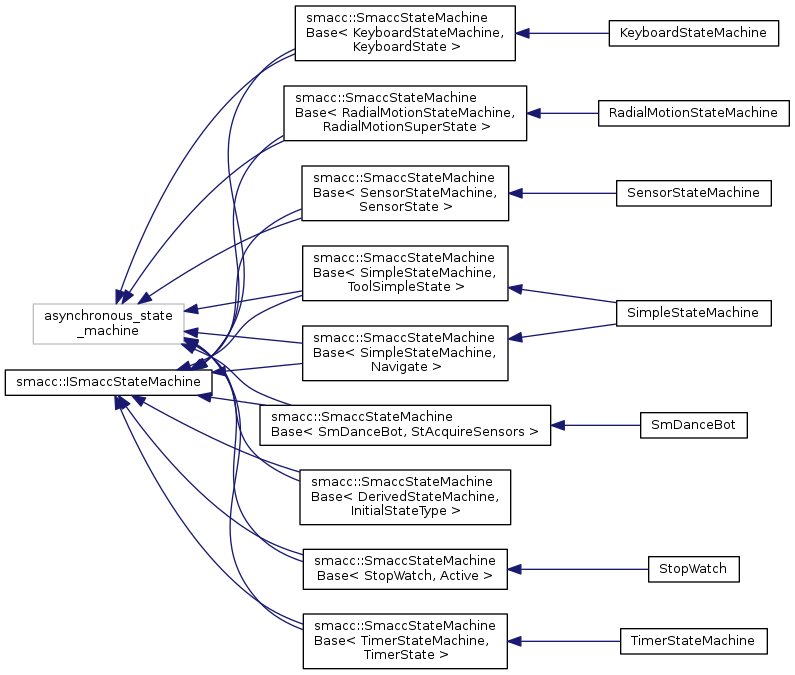 smacc::SmaccStateMachine
Base< KeyboardStateMachine,
KeyboardState >
KeyboardStateMachine
smacc::SmaccStateMachine
Base< RadialMotionStateMachine,
RadialMotionSuperState >
RadialMotionStateMachine
smacc::SmaccStateMachine
Base< SensorStateMachine,
SensorState >
SensorStateMachine
smacc::SmaccStateMachine
Base< SimpleStateMachine,
ToolSimpleState >
SimpleStateMachine
asynchronous_state
_machine
smacc::SmaccStateMachine
Base< SimpleStateMachine,
Navigate >
smacc::ISmaccStateMachine
smacc::SmaccStateMachine
Base< SmDanceBot, StAcquireSensors >
SmDanceBot
smacc::SmaccStateMachine
Base< DerivedStateMachine,
InitialStateType >
smacc::SmaccStateMachine
Base< StopWatch, Active >
StopWatch
smacc::SmaccStateMachine
Base< TimerStateMachine,
TimerState >
TimerStateMachine